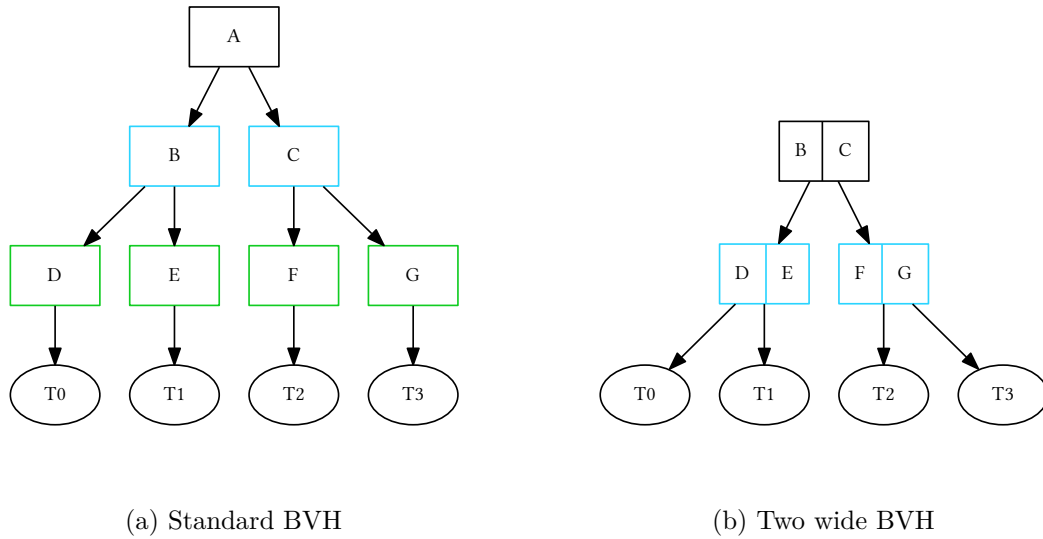 A
B
C
D
E
F
G
T0
T1
T2
T3
(a) Standard BVH
B
C
D
E
F
G
T0
T1
T2
T3
(b) Two wide BVH